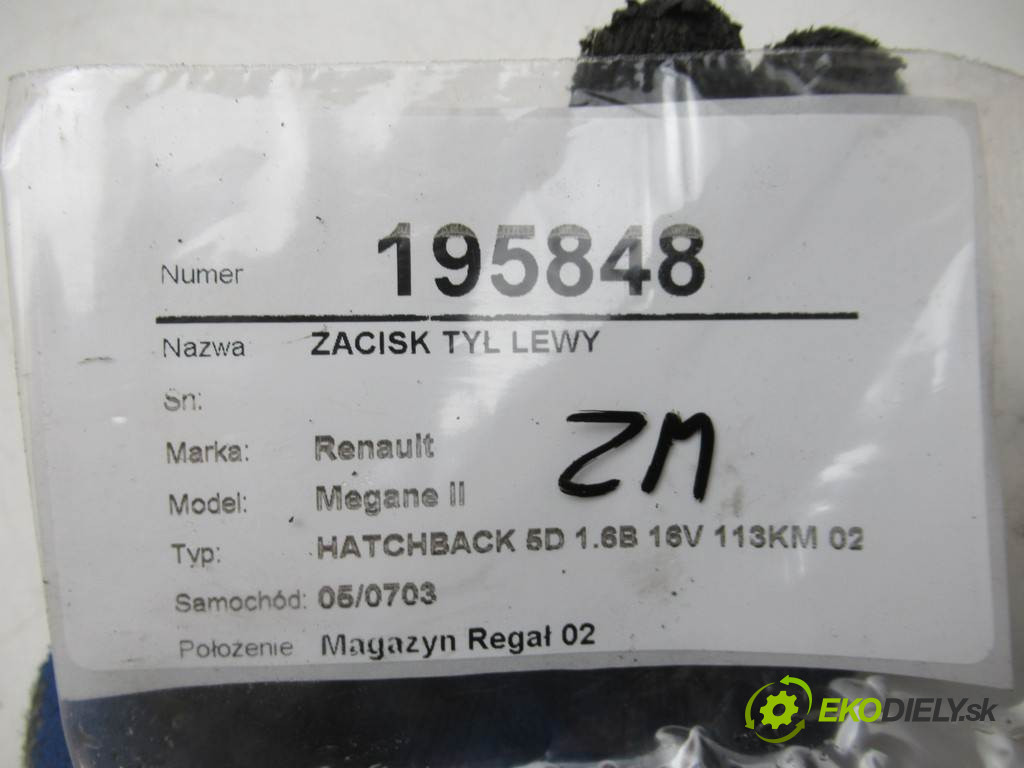 Numer 195848
Nazwa ZACISK TYŁ LEWY
Sn:
Marka: Renault
ZM
Model: Megane II
Typ: HATCHBACK 5D 1.6B 16V 113KM 02
Samochód: 05/0703
Położenie Magazyn Regał 02
EKODIELY.sk